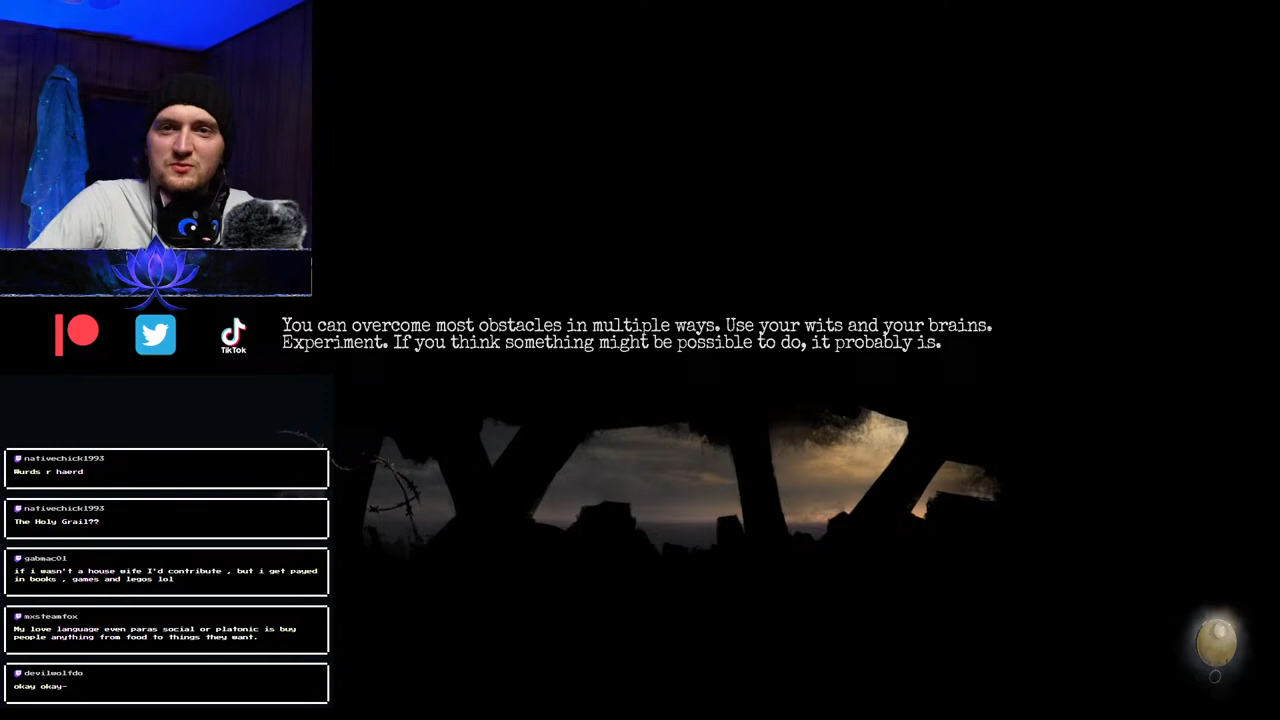 TikTok
You can overcome most obstacles in multiple ways. Use your wits and your brains.
Experiment. If you think something might be possible to do, it probably is.
nativechick1993
Wurds r haerd
nativechick1993
The Holy Grail??
gabmac01
if i wasn't a house wife I'd contribute , but i get payed
in books , games and legos lol
mxsteamfox
My love language even paras social or platonic is buy
people anything from food to things they want.
devilwolfdo
okay okay-